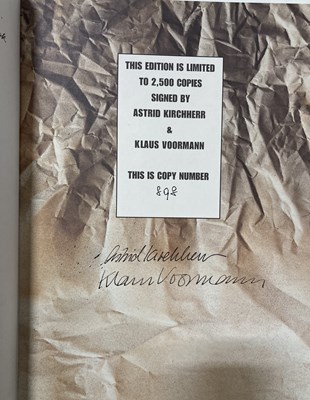 THIS EDITION IS LIMITED
TO 2,500 COPIES
SIGNED BY
ASTRID KIRCHHERR
&
KLAUS VOORMANN
THIS IS COPY NUMBER
Astrid Kirchherr
Klaus Voormann